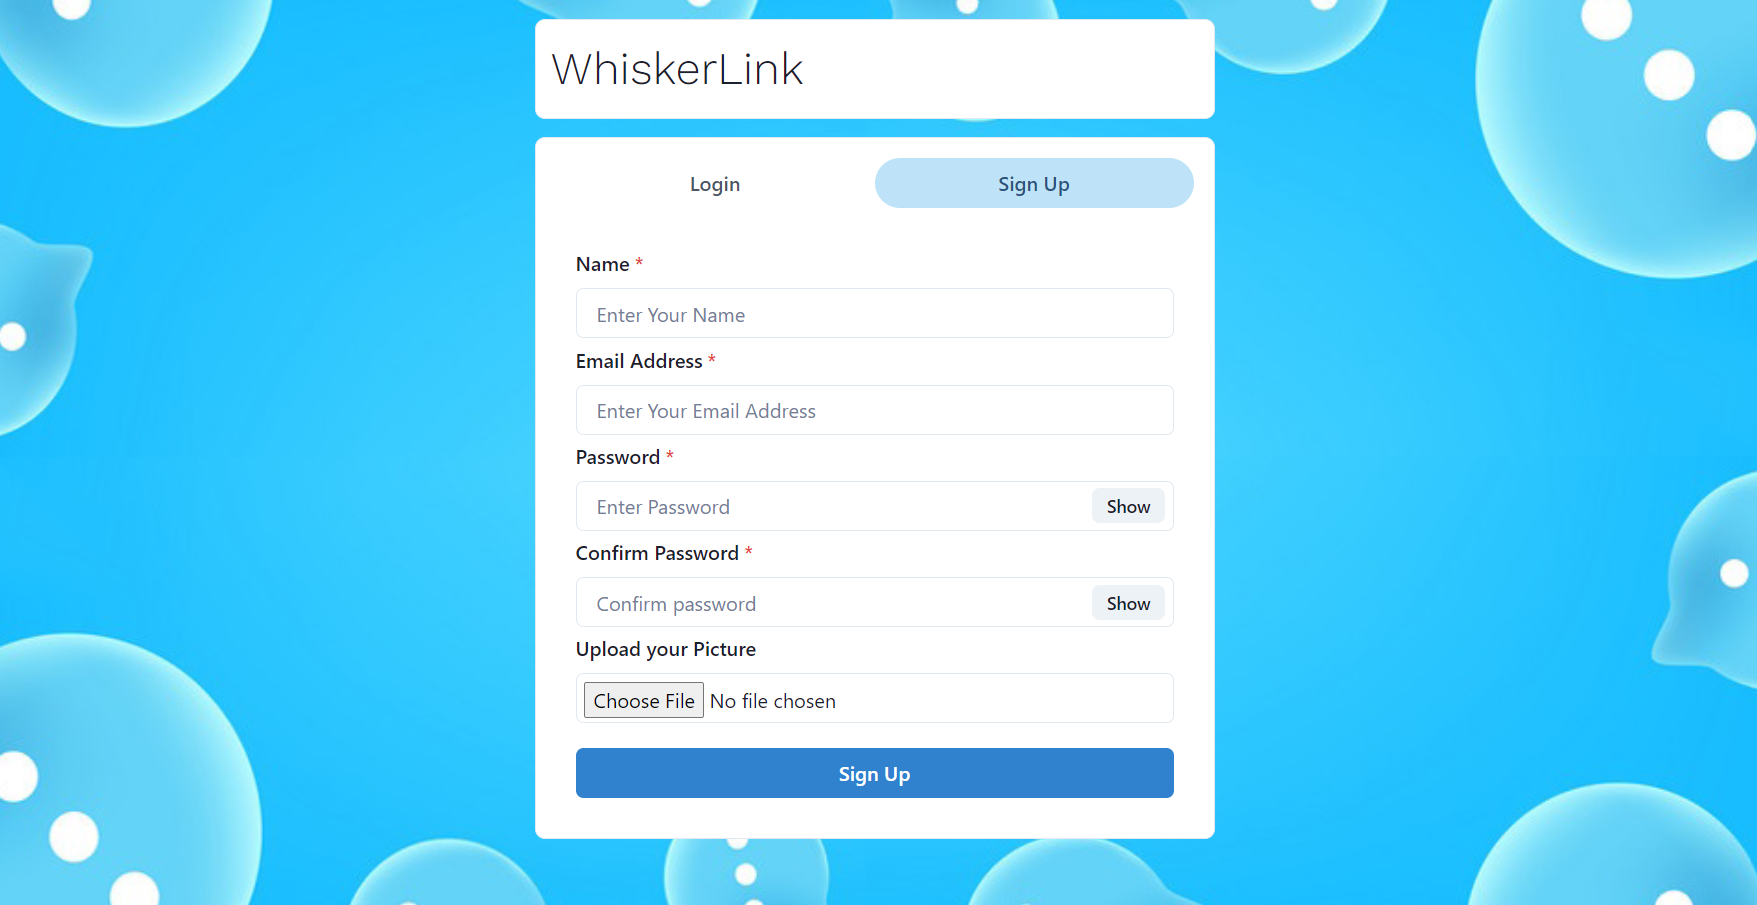 WhiskerLink
Login Sign Up
Name *
Enter Your Name
Email Address *
Enter Your Email Address
Password *
Enter Password Show
Confirm Password *
Confirm password Show
Upload your Picture
Choose File No file chosen
Sign Up